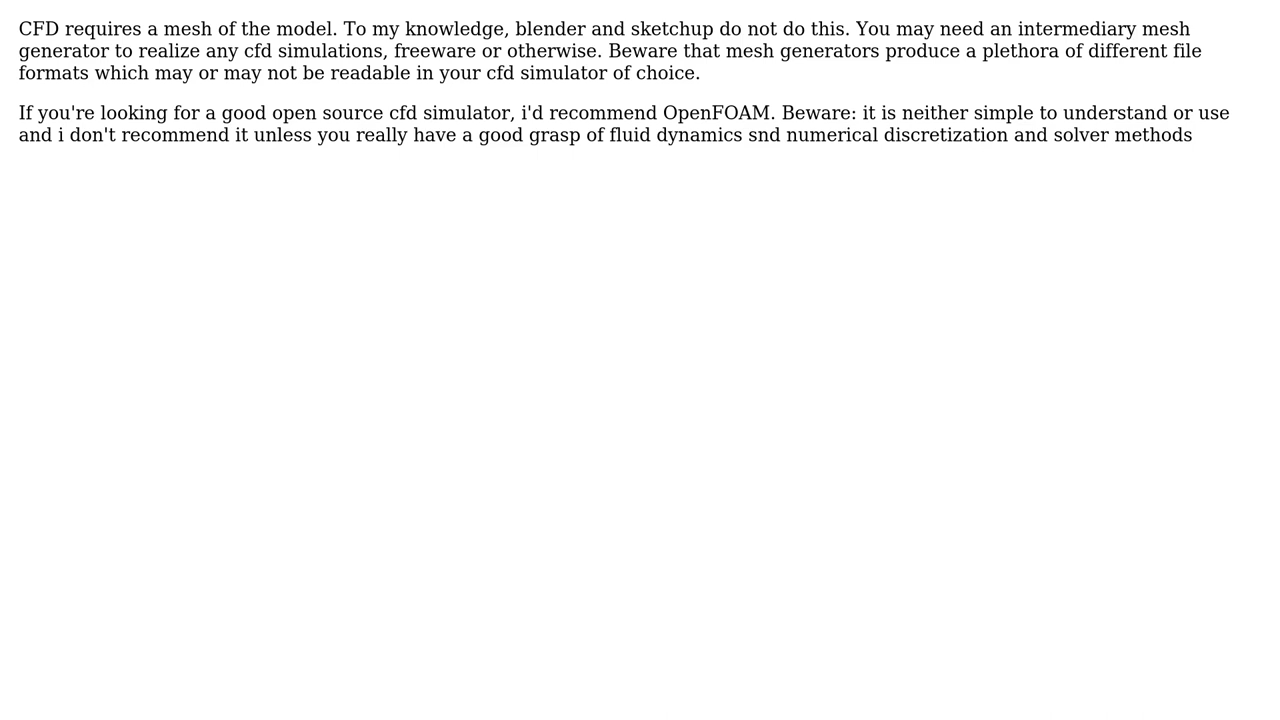 CFD requires a mesh of the model. To my knowledge, blender and sketchup do not do this. You may need an intermediary mesh
generator to realize any cfd simulations, freeware or otherwise. Beware that mesh generators produce a plethora of different file
formats which may or may not be readable in your cfd simulator of choice.
If you're looking for a good open source cfd simulator, i'd recommend OpenFOAM. Beware: it is neither simple to understand or use
and i don't recommend it unless you really have a good grasp of fluid dynamics snd numerical discretization and solver methods